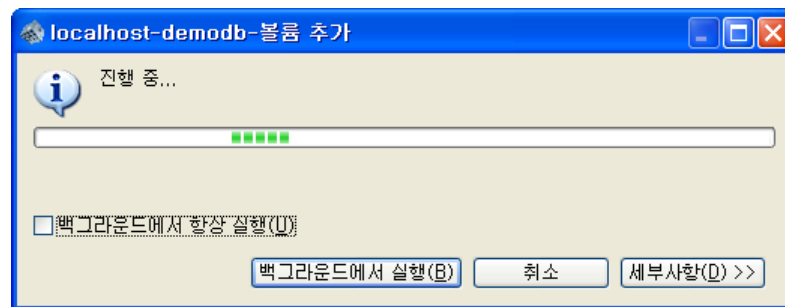 localhost-demodb-볼륨 추가
진행 중...
백그라운드에서 항상 실행(U)
백그라운드에서 실행(B) 취소 세부사항(D) >>